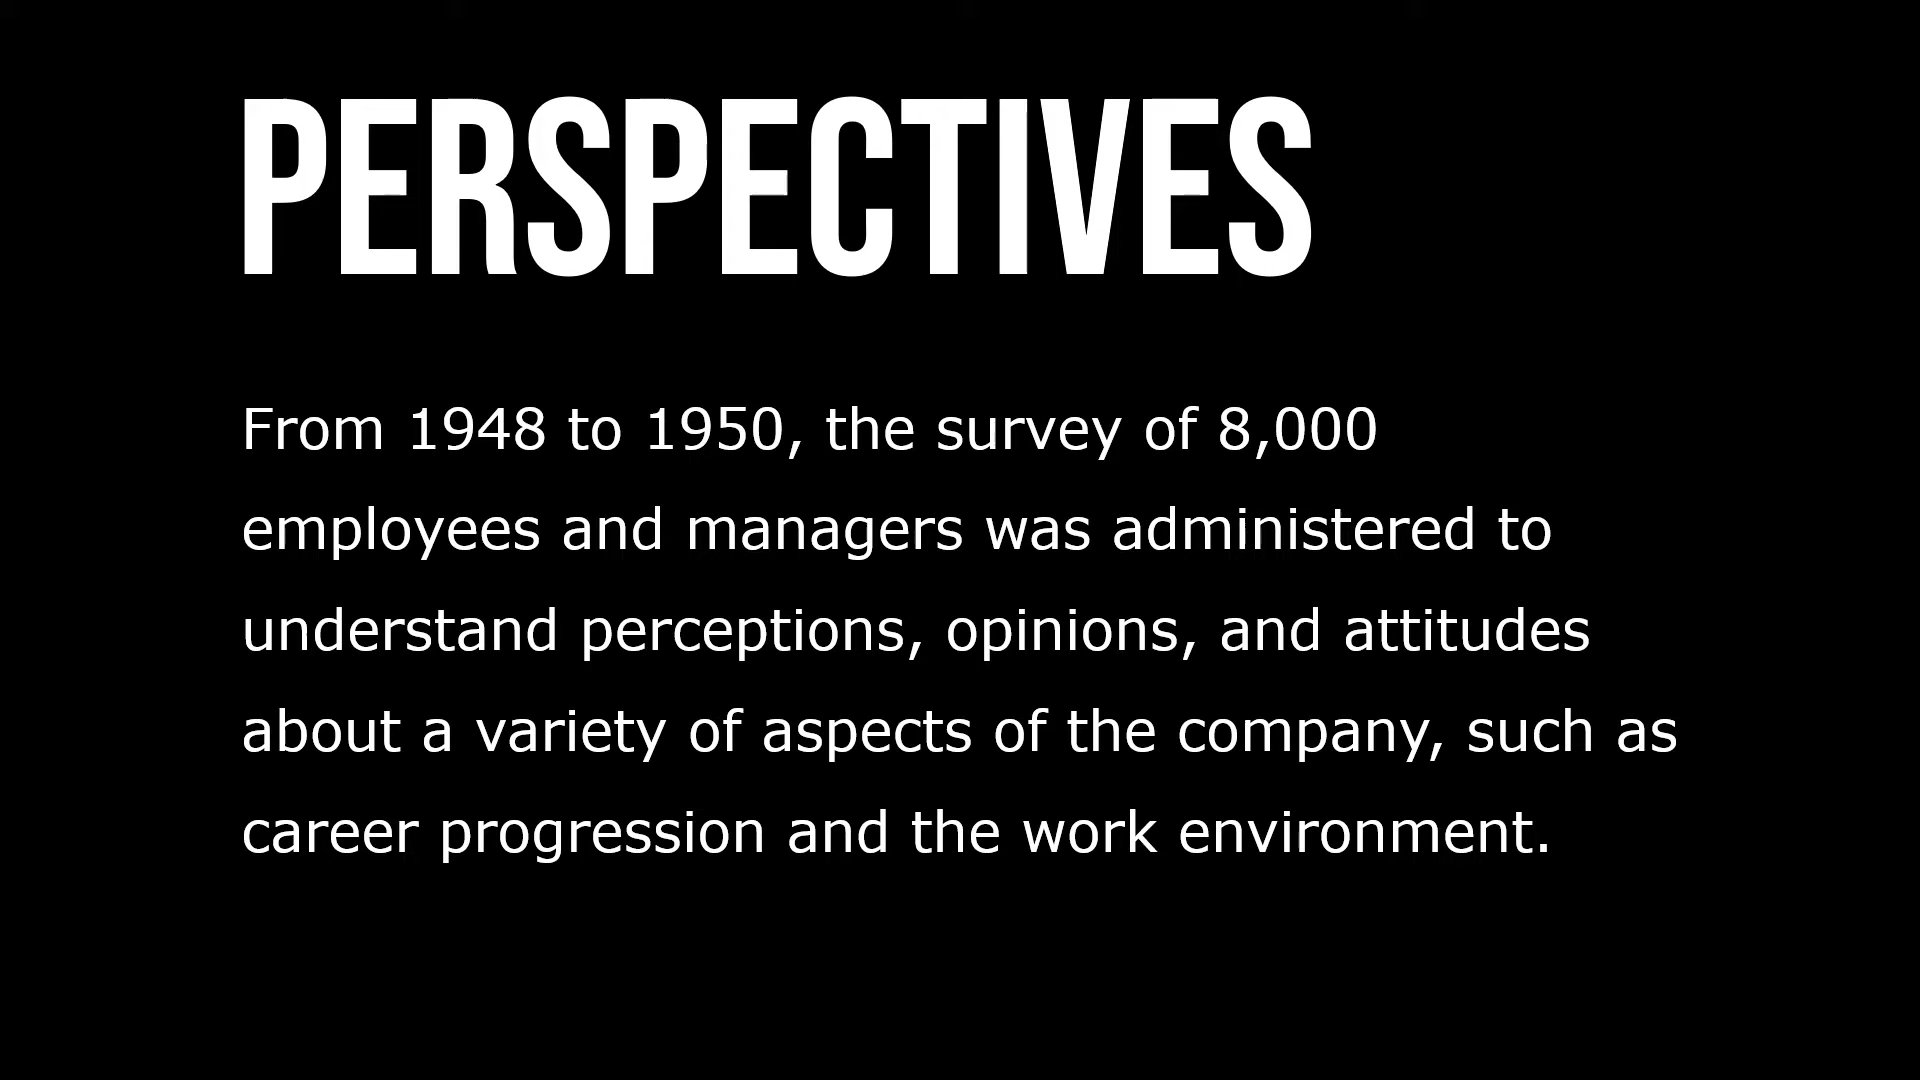 PERSPECTIVES
From 1948 to 1950, the survey of 8,000
employees and managers was administered to
understand perceptions, opinions, and attitudes
about a variety of aspects of the company, such as
career progression and the work environment.